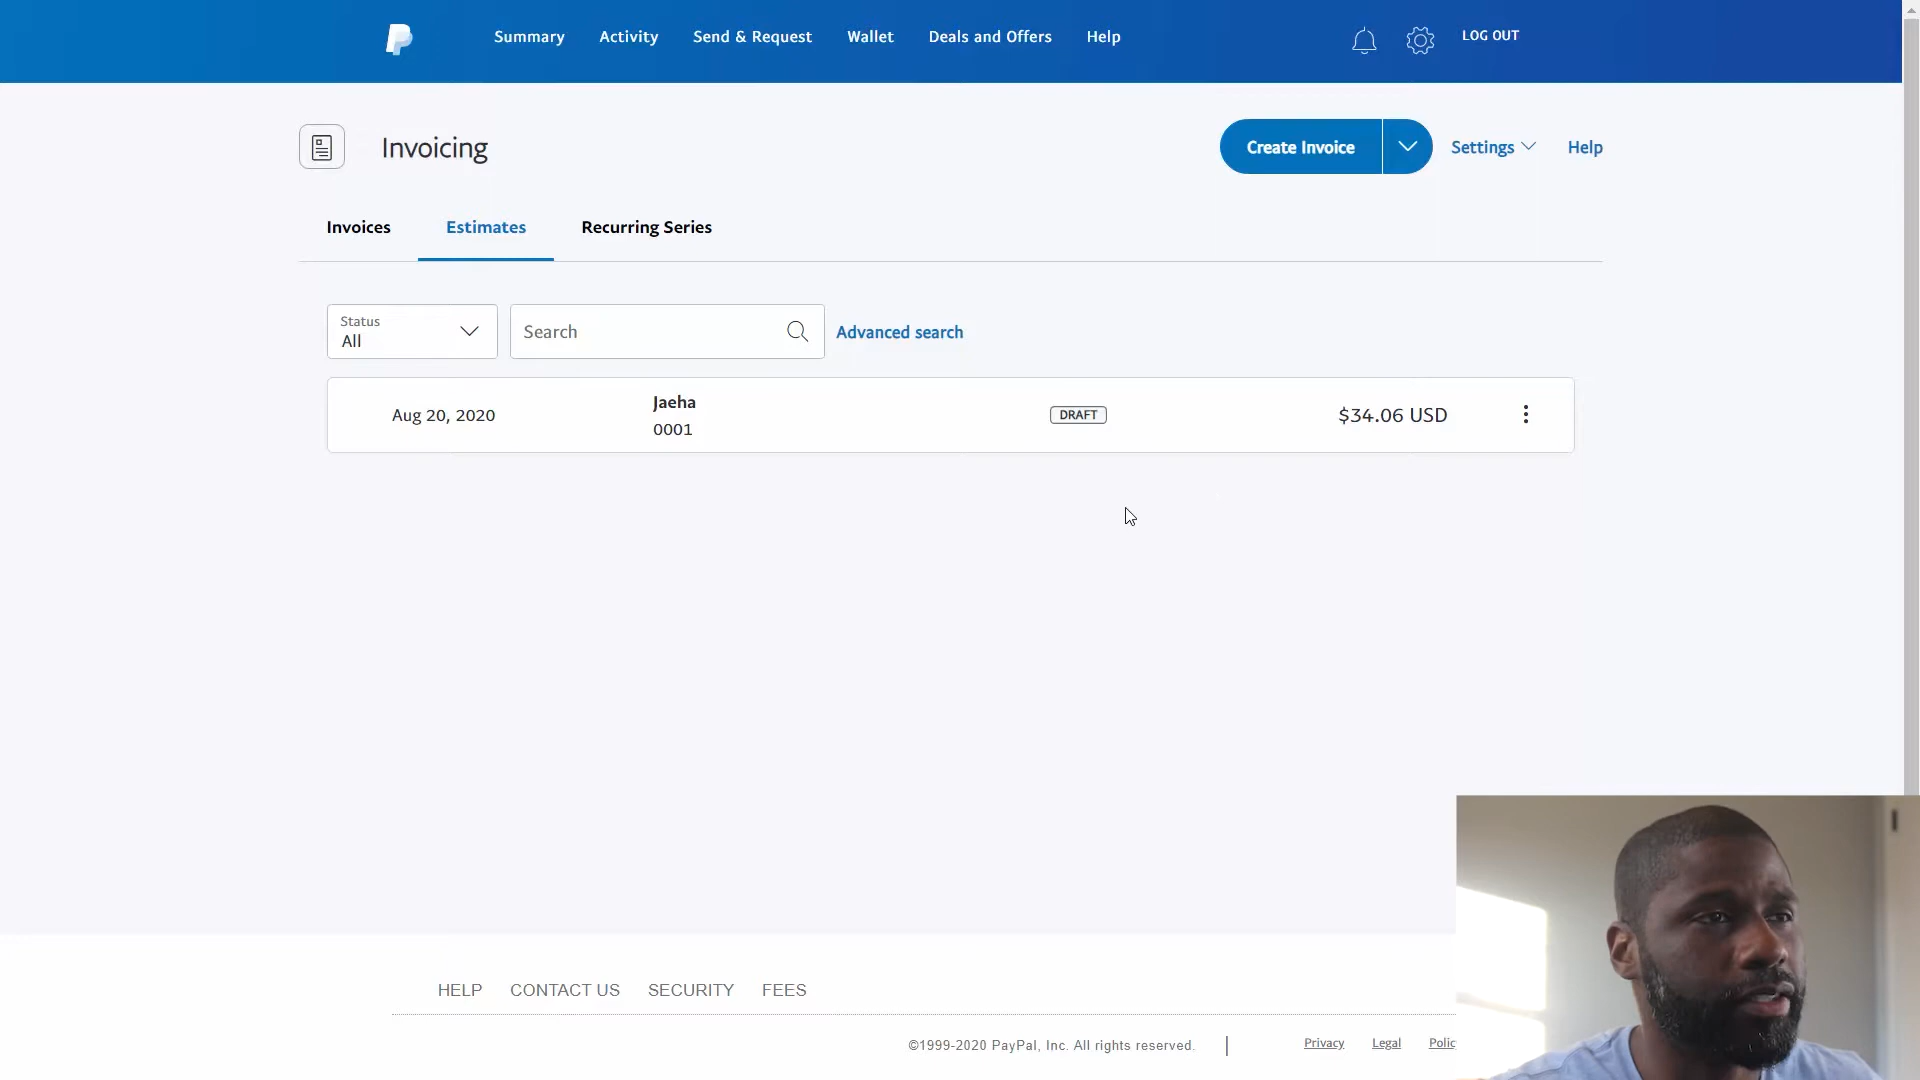 Summary Activity Send & Request Wallet Deals and Offers Help LOG OUT
Invoicing Create Invoice Settings Help
Invoices Estimates Recurring Series
Status
All
Search
Advanced search
Aug 20, 2020
Jaeha
0001
DRAFT
$34.06 USD
HELP CONTACT US SECURITY FEES
©1999-2020 PayPal, Inc. All rights reserved. | Privacy Legal